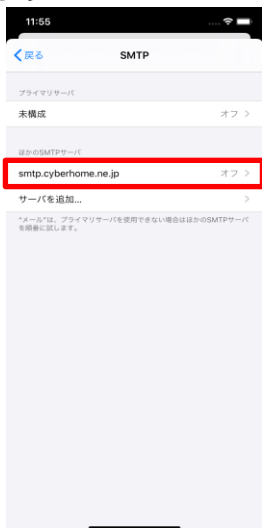 11:55
戻る SMTP
プライマリサーバ
未構成 オフ
ほかのSMTPサーバ
smtp.cyberhome.ne.jp オフ
サーバを追加...
"メール"は、プライマリサーバを使用できない場合はほかのSMTPサーバ
を順番に試します。